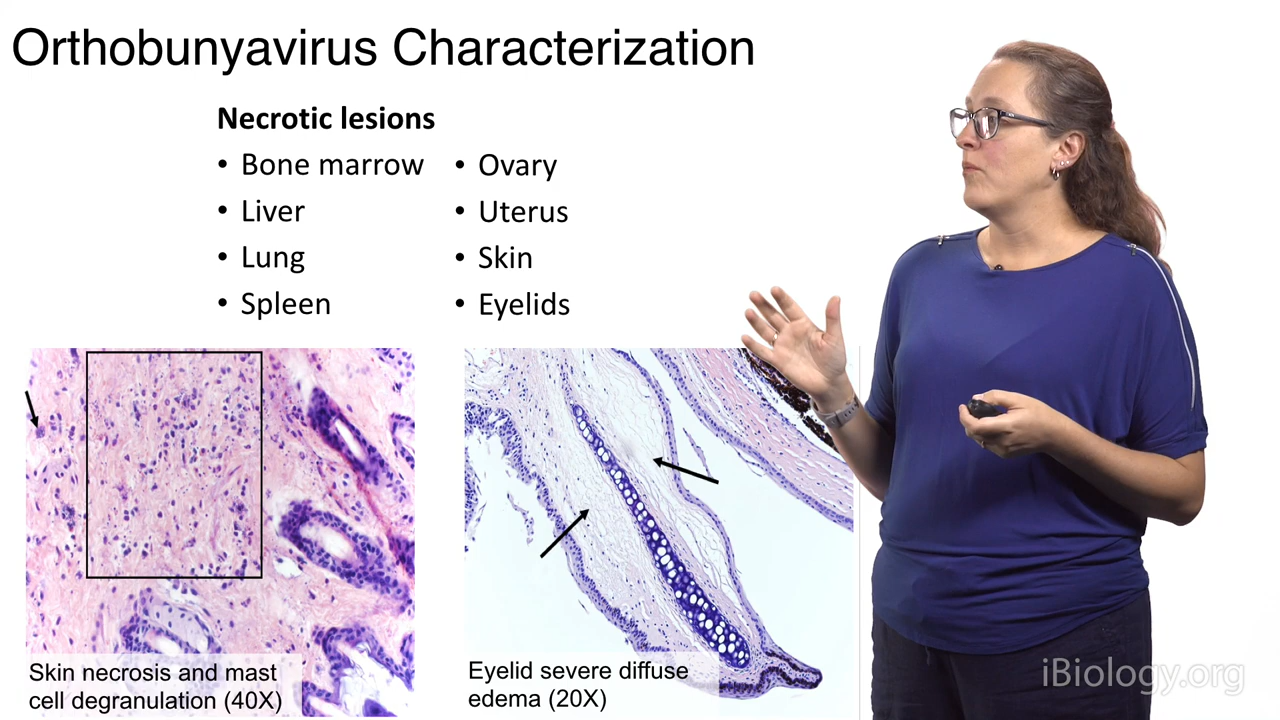 Orthobunyavirus Characterization
Necrotic lesions
• Bone marrow
• Liver
• Lung
• Spleen
• Ovary
• Uterus
• Skin
• Eyelids
Skin necrosis and mast
cell degranulation (40X)
Eyelid severe diffuse
edema (20X)
iBiology.org